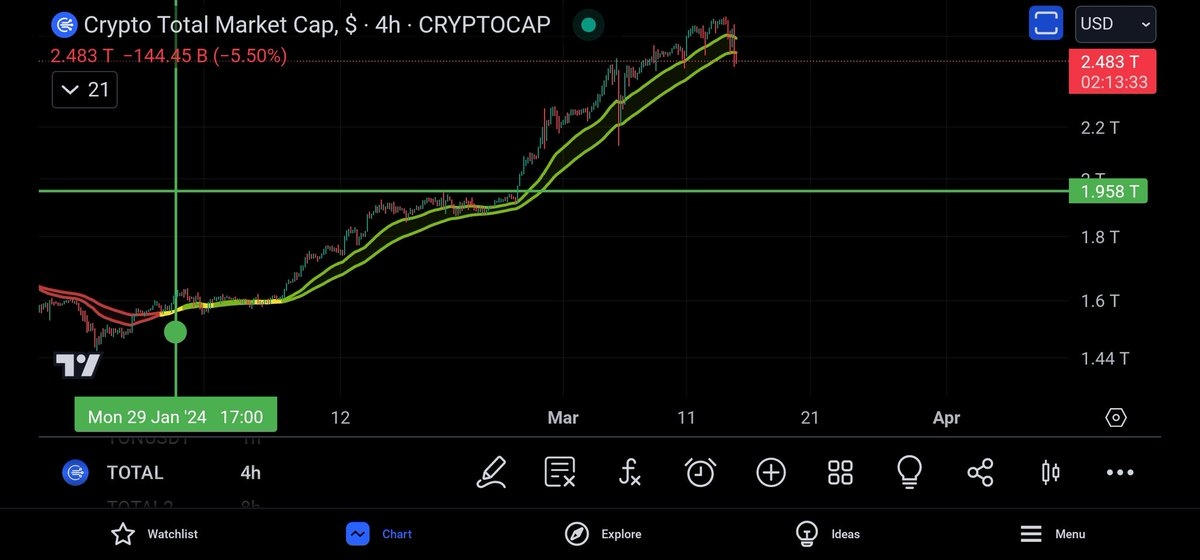 Crypto Total Market Cap, $ · 4h · CRYPTOCAP
USD
2.483 T −144.45 B (−5.50%)
21
2.483 T
02:13:33
2.2 T
2 T
1.958 T
1.8 T
1.6 T
1.44 T
Mon 29 Jan '24 17:00
12
Mar
11
21
Apr
TONUSDT 1h
TOTAL 4h
TOTAL2 8h
Watchlist
Chart
Explore
Ideas
Menu